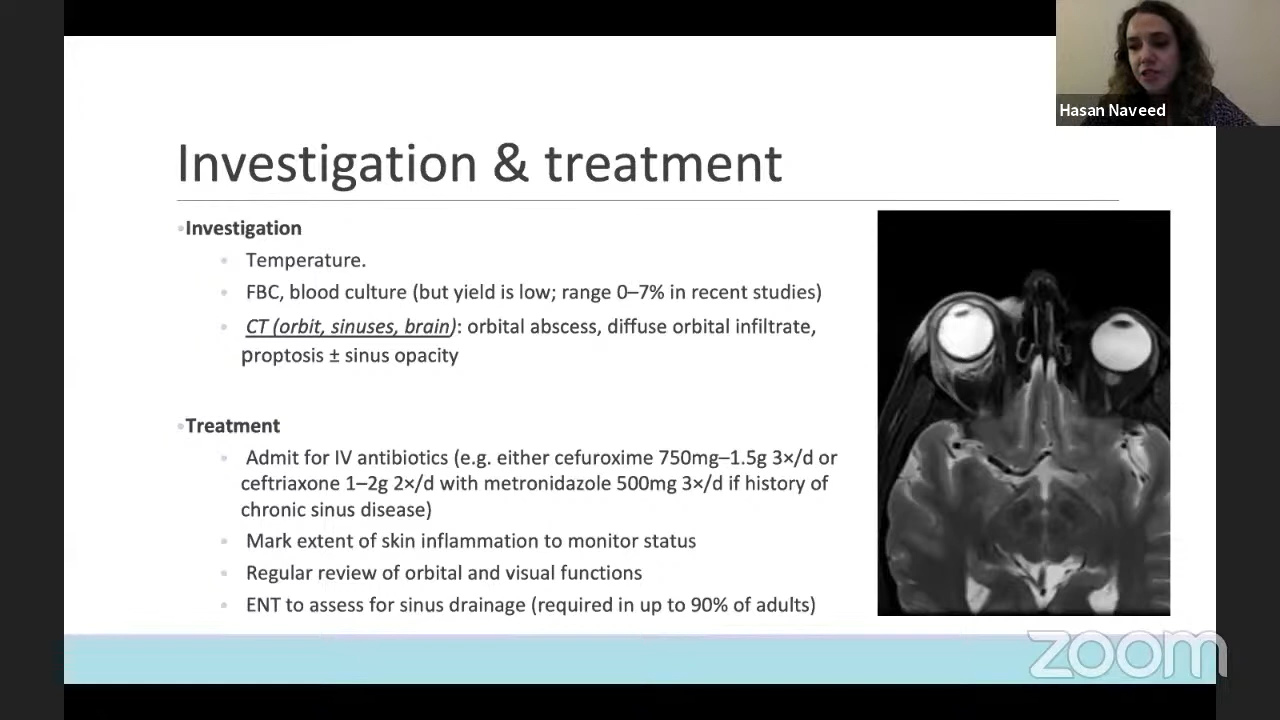 Hasan Naveed
Investigation & treatment
Investigation
Temperature.
FBC, blood culture (but yield is low; range 0–7% in recent studies)
CT (orbit, sinuses, brain): orbital abscess, diffuse orbital infiltrate,
proptosis ± sinus opacity
Treatment
Admit for IV antibiotics (e.g. either cefuroxime 750mg–1.5g 3×/d or
ceftriaxone 1–2g 2×/d with metronidazole 500mg 3×/d if history of
chronic sinus disease)
Mark extent of skin inflammation to monitor status
Regular review of orbital and visual functions
ENT to assess for sinus drainage (required in up to 90% of adults)
zoom